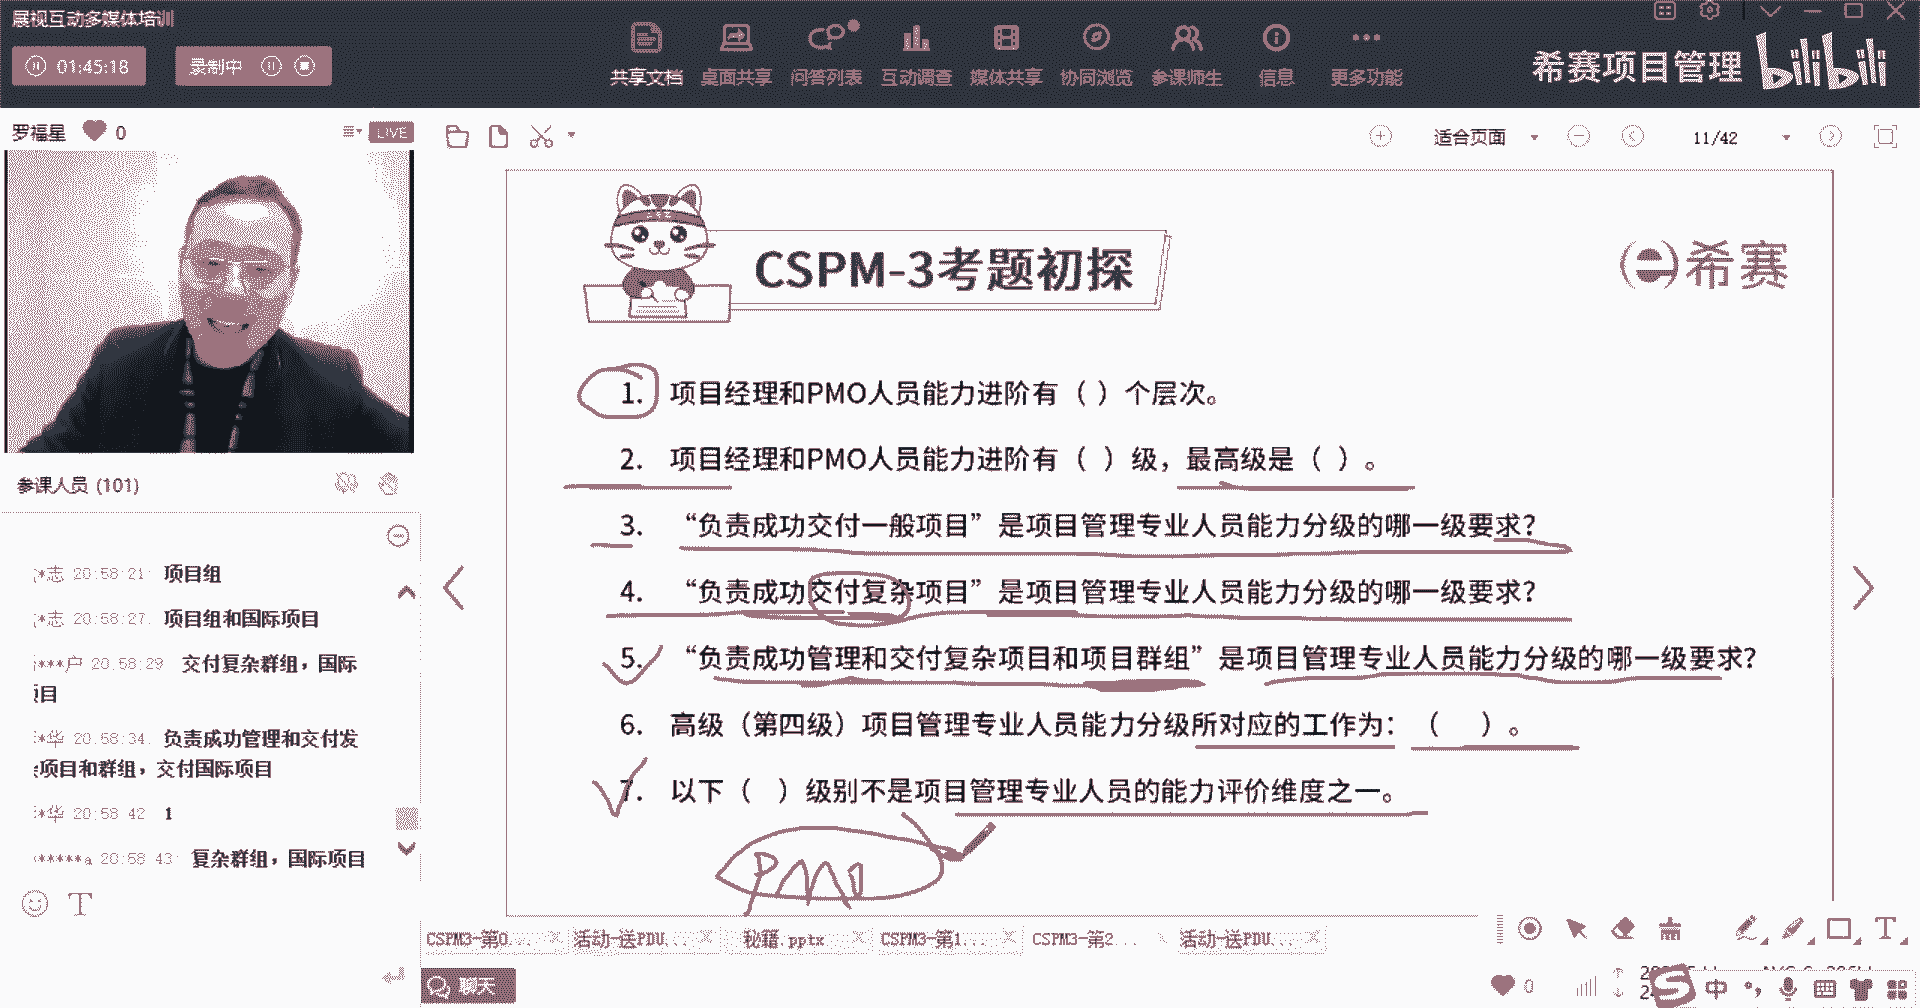 展视互动多媒体培训
01:45:18
录制中
共享文档 桌面共享 问答列表 互动调查 媒体共享 协同浏览 参课师生 信息 更多功能
希赛项目管理 bilibili
罗福星 0
LIVE
适合页面
11/42
CSPM-3考题初探
希赛
1. 项目经理和PMO人员能力进阶有（ ）个层次。
2. 项目经理和PMO人员能力进阶有（ ）级，最高级是（ ）。
3. “负责成功交付一般项目”是项目管理专业人员能力分级的哪一级要求？
4. “负责成功交付复杂项目”是项目管理专业人员能力分级的哪一级要求？
5. “负责成功管理和交付复杂项目和项目群组”是项目管理专业人员能力分级的哪一级要求？
6. 高级（第四级）项目管理专业人员能力分级所对应的工作为：（ ）。
7. 以下（ ）级别不是项目管理专业人员的能力评价维度之一。
PMO
参课人员 (101)
*志 20:58:21 项目组
*志 20:58:27 项目组和国际项目
***户 20:58:29 交付复杂群组，国际
项目
*华 20:58:34 负责成功管理和交付发
项目和群组，交付国际项目
*华 20:58:42 1
*****a 20:58:43 复杂群组，国际项目
CSPM3-第0... 活动-送PDU... 秘籍.pptx CSPM3-第1... CSPM3-第2... 活动-送PDU...
聊天
0
中